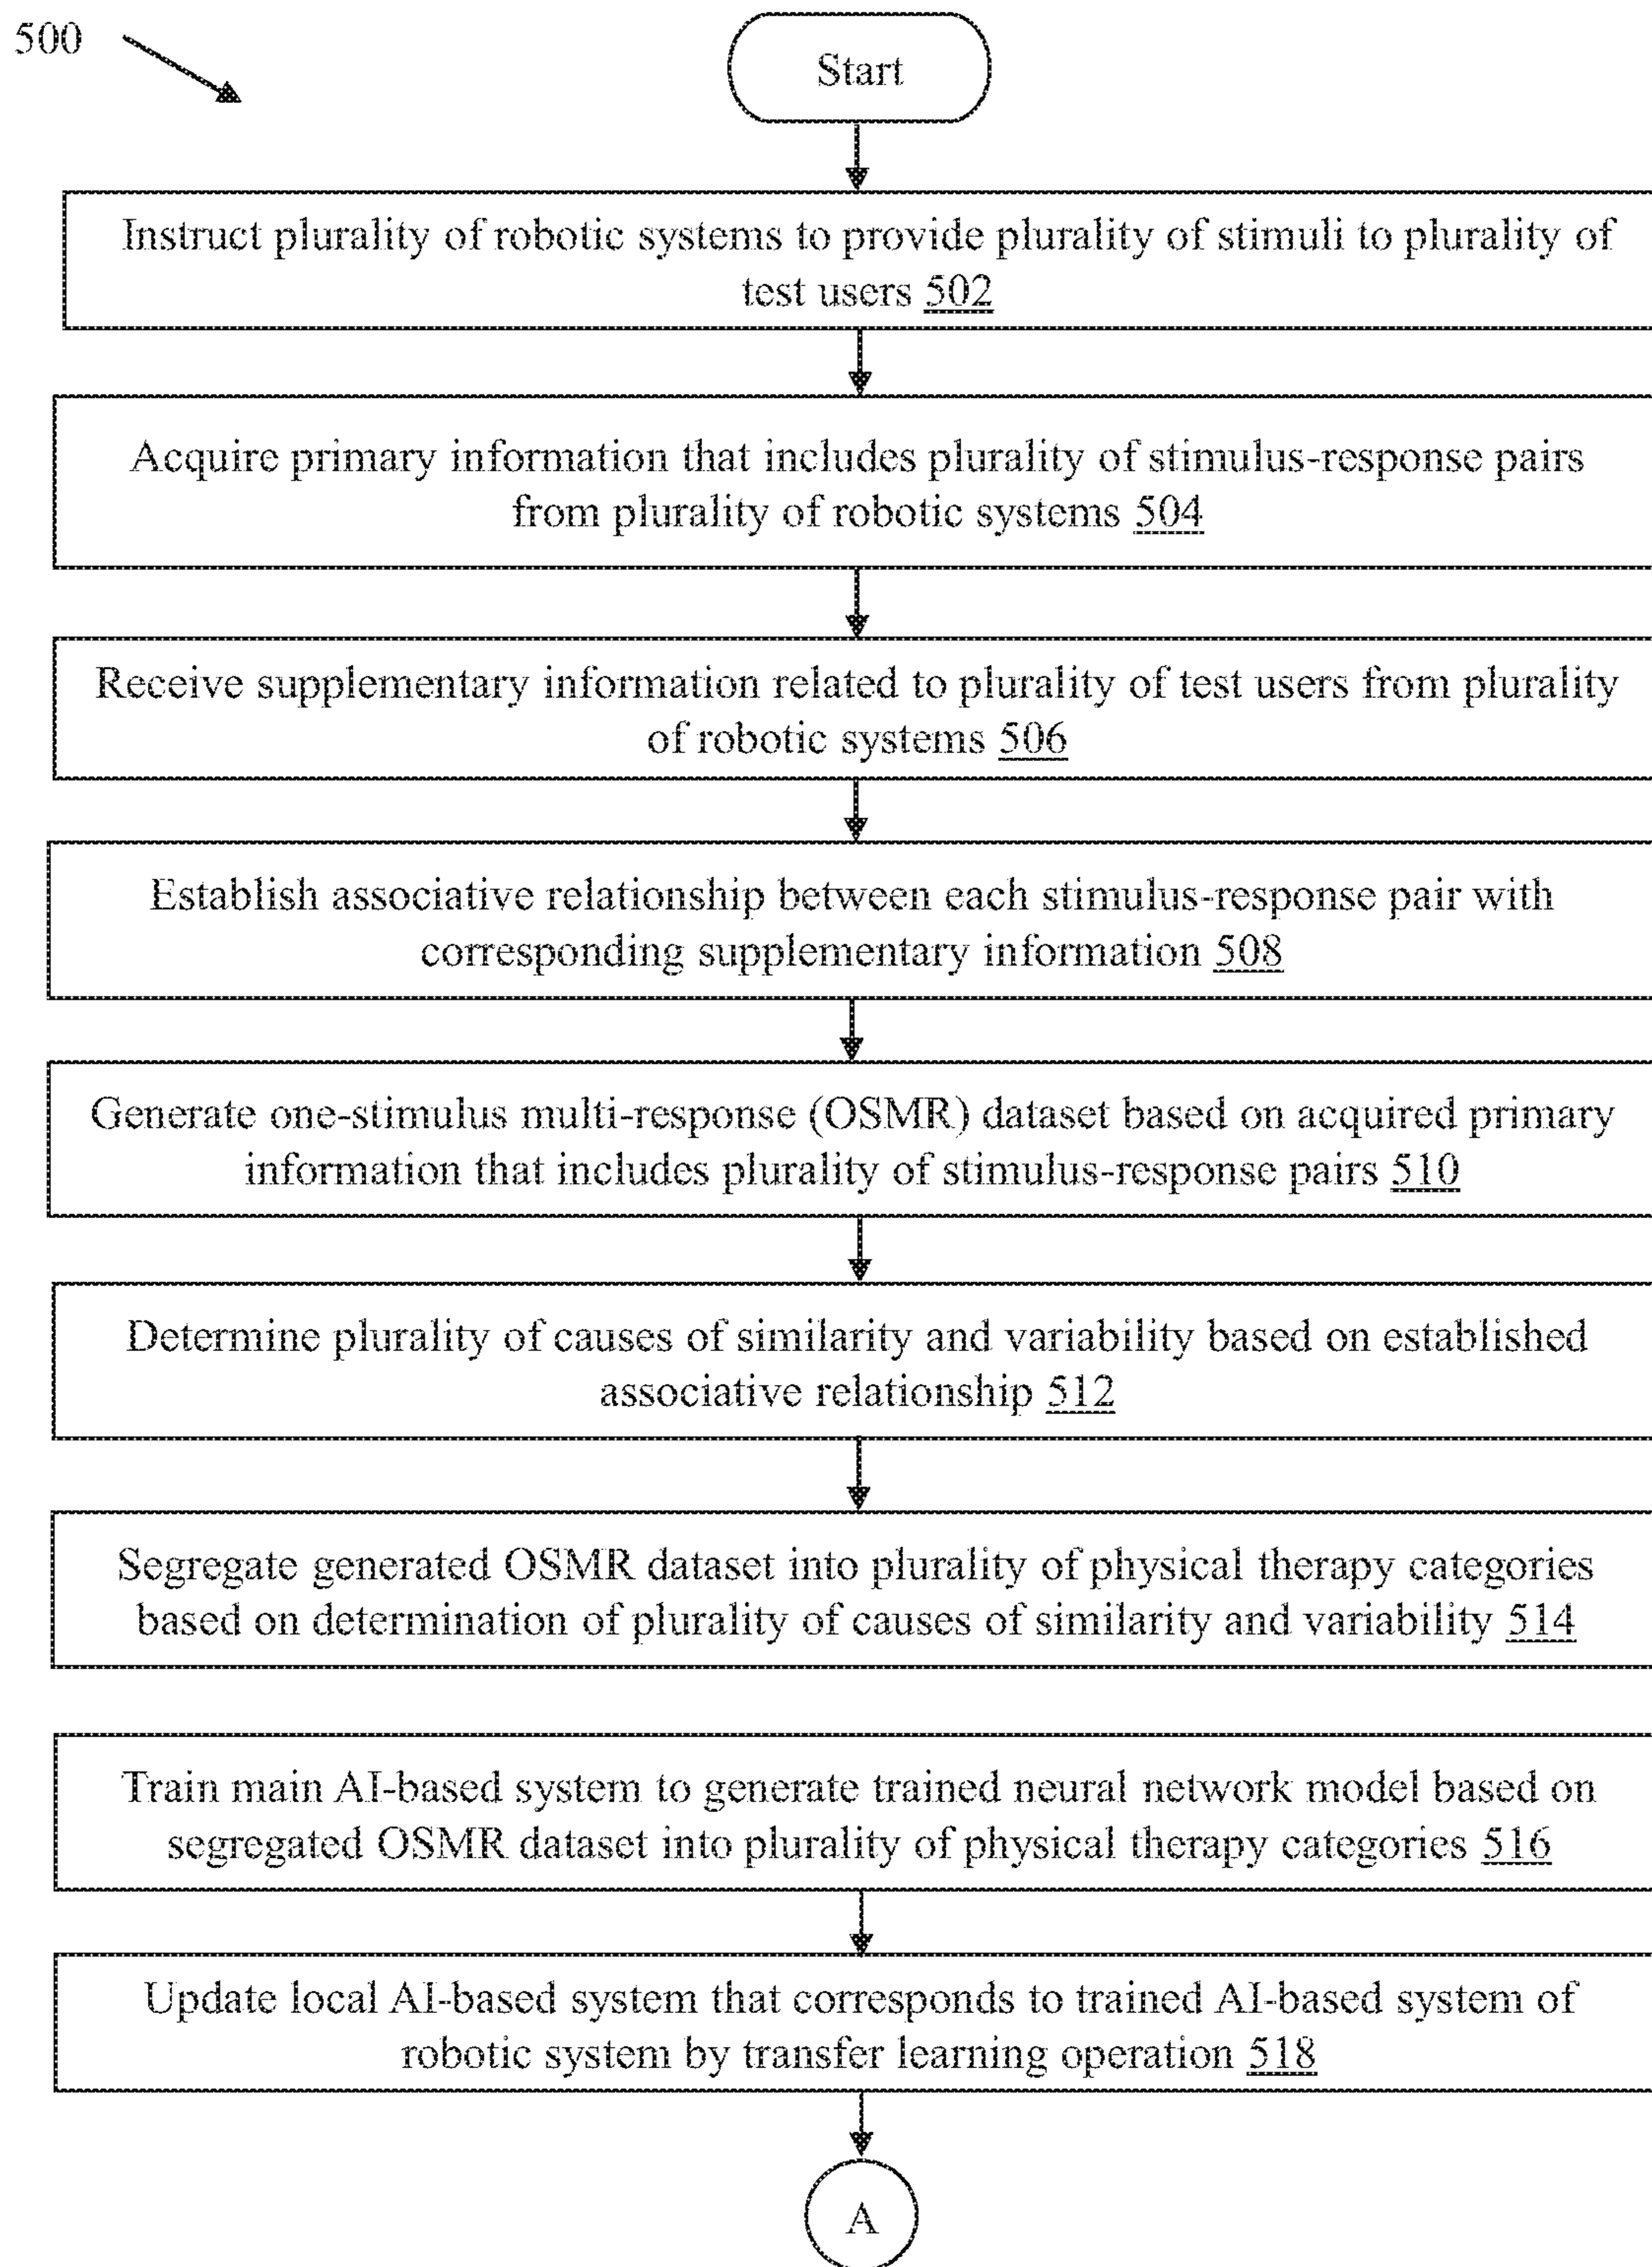 500
Start
Instruct plurality of robotic systems to provide plurality of stimuli to plurality of
test users 502
Acquire primary information that includes plurality of stimulus-response pairs
from plurality of robotic systems 504
Receive supplementary information related to plurality of test users from plurality
of robotic systems 506
Establish associative relationship between each stimulus-response pair with
corresponding supplementary information 508
Generate one-stimulus multi-response (OSMR) dataset based on acquired primary
information that includes plurality of stimulus-response pairs 510
Determine plurality of causes of similarity and variability based on established
associative relationship 512
Segregate generated OSMR dataset into plurality of physical therapy categories
based on determination of plurality of causes of similarity and variability 514
Train main AI-based system to generate trained neural network model based on
segregated OSMR dataset into plurality of physical therapy categories 516
Update local AI-based system that corresponds to trained AI-based system of
robotic system by transfer learning operation 518
A